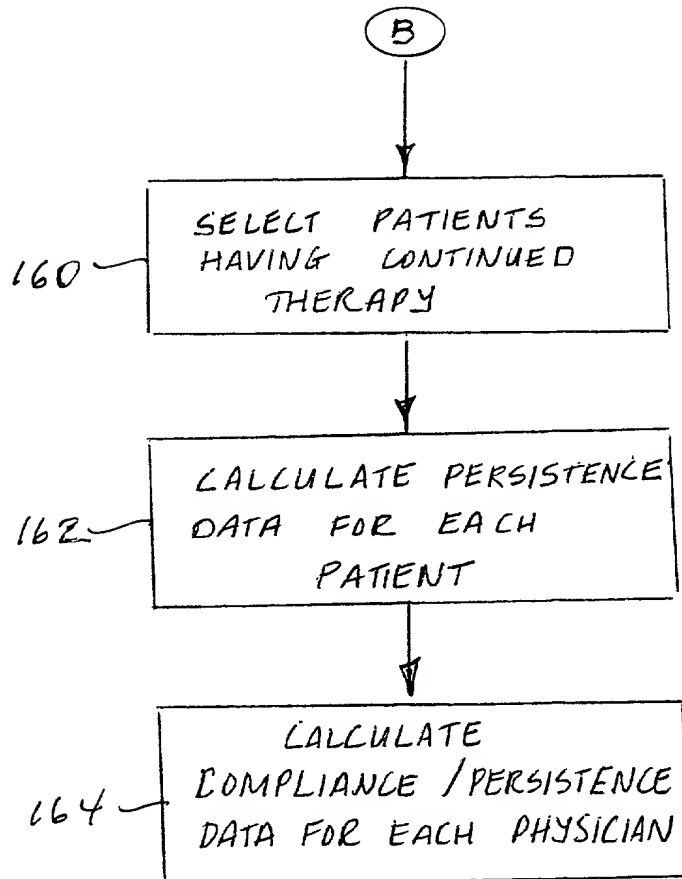 B
SELECT PATIENTS
HAVING CONTINUED
THERAPY
160
CALCULATE PERSISTENCE
DATA FOR EACH
PATIENT
162
CALCULATE
COMPLIANCE / PERSISTENCE
DATA FOR EACH PHYSICIAN
164